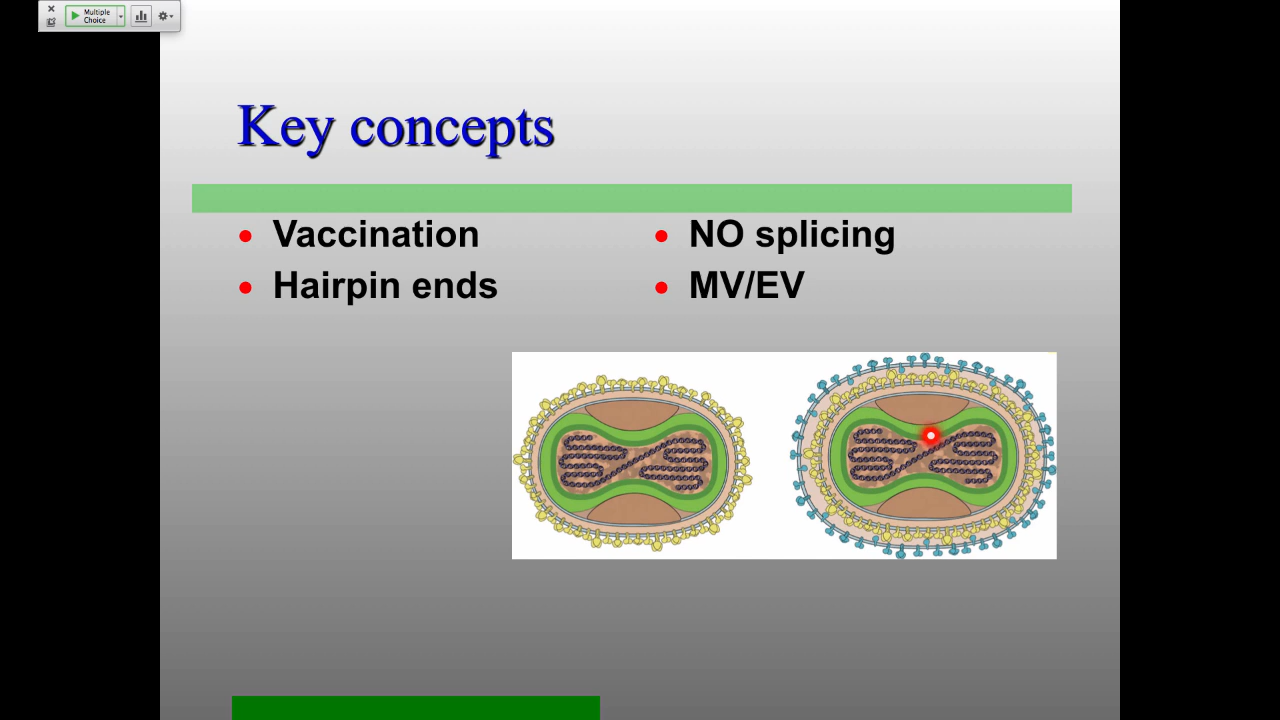 Multiple
Choice
Key concepts
Vaccination
Hairpin ends
NO splicing
MV/EV